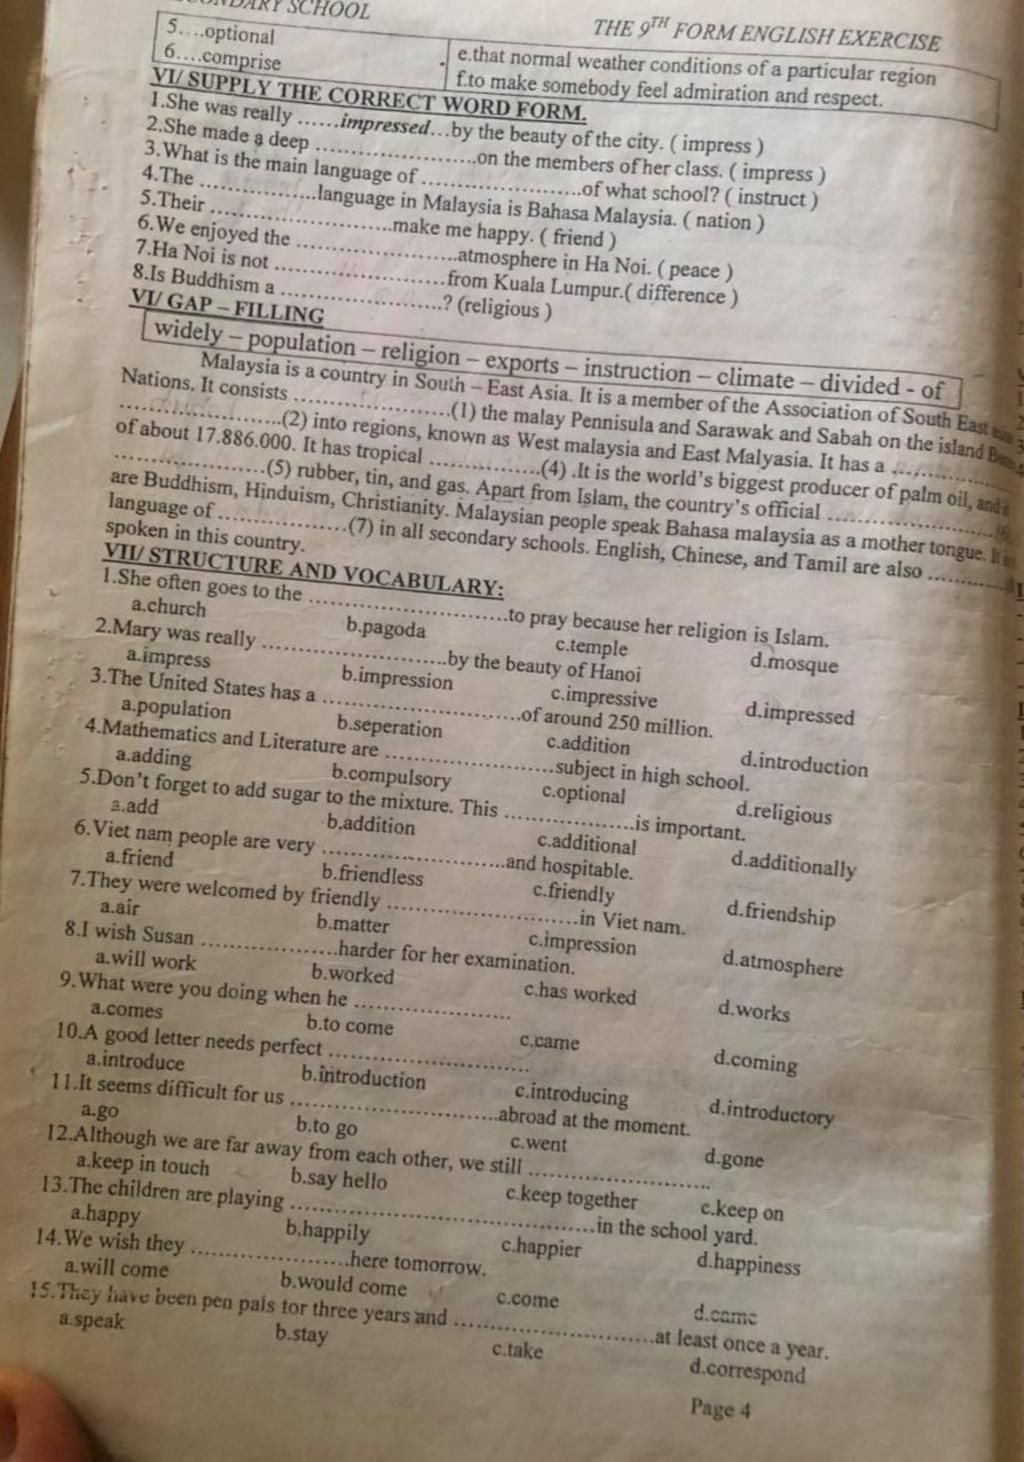 SCHOOL
THE 9TH FORM ENGLISH EXERCISE
5....optional
6....comprise
e.that normal weather conditions of a particular region
f.to make somebody feel admiration and respect.
VI/ SUPPLY THE CORRECT WORD FORM.
1.She was really ......impressed...by the beauty of the city. ( impress )
2.She made a deep ..............................on the members of her class. ( impress )
3.What is the main language of ..............................of what school? ( instruct )
4.The ......................language in Malaysia is Bahasa Malaysia. ( nation )
5.Their ..............................make me happy. ( friend )
6.We enjoyed the ..........................atmosphere in Ha Noi. ( peace )
7.Ha Noi is not ............................from Kuala Lumpur.( difference )
8.Is Buddhism a ..........................? (religious )
VI/ GAP – FILLING
widely – population – religion – exports – instruction – climate – divided - of
Malaysia is a country in South – East Asia. It is a member of the Association of South East
Nations. It consists ..........................(1) the malay Pennisula and Sarawak and Sabah on the island
..........................(2) into regions, known as West malaysia and East Malyasia. It has a ....................
of about 17.886.000. It has tropical ..................(4) .It is the world's biggest producer of palm oil, and it
.........................(5) rubber, tin, and gas. Apart from Islam, the country's official ..........................(6)
are Buddhism, Hinduism, Christianity. Malaysian people speak Bahasa malaysia as a mother tongue. It is
language of .....................(7) in all secondary schools. English, Chinese, and Tamil are also ..............
spoken in this country.
VII/ STRUCTURE AND VOCABULARY:
1.She often goes to the ..............................to pray because her religion is Islam.
a.church b.pagoda c.temple d.mosque
2.Mary was really ..............................by the beauty of Hanoi
a.impress b.impression c.impressive d.impressed
3.The United States has a ..............................of around 250 million.
a.population b.seperation c.addition d.introduction
4.Mathematics and Literature are ..........................subject in high school.
a.adding b.compulsory c.optional d.religious
5.Don't forget to add sugar to the mixture. This ....................is important.
a.add b.addition c.additional d.additionally
6.Viet nam people are very ............................and hospitable.
a.friend b.friendless c.friendly d.friendship
7.They were welcomed by friendly ..............................in Viet nam.
a.air b.matter c.impression d.atmosphere
8.I wish Susan ......................harder for her examination.
a.will work b.worked c.has worked d.works
9.What were you doing when he ........................
a.comes b.to come c.came d.coming
10.A good letter needs perfect ..............................
a.introduce b.introduction c.introducing d.introductory
11.It seems difficult for us ..............................abroad at the moment.
a.go b.to go c.went d.gone
12.Although we are far away from each other, we still ............................
a.keep in touch b.say hello c.keep together c.keep on
13.The children are playing ..............................................in the school yard.
a.happy b.happily c.happier d.happiness
14.We wish they ........................here tomorrow.
a.will come b.would come c.come d.came
15.They have been pen pals for three years and ..............................at least once a year.
a.speak b.stay c.take d.correspond
Page 4